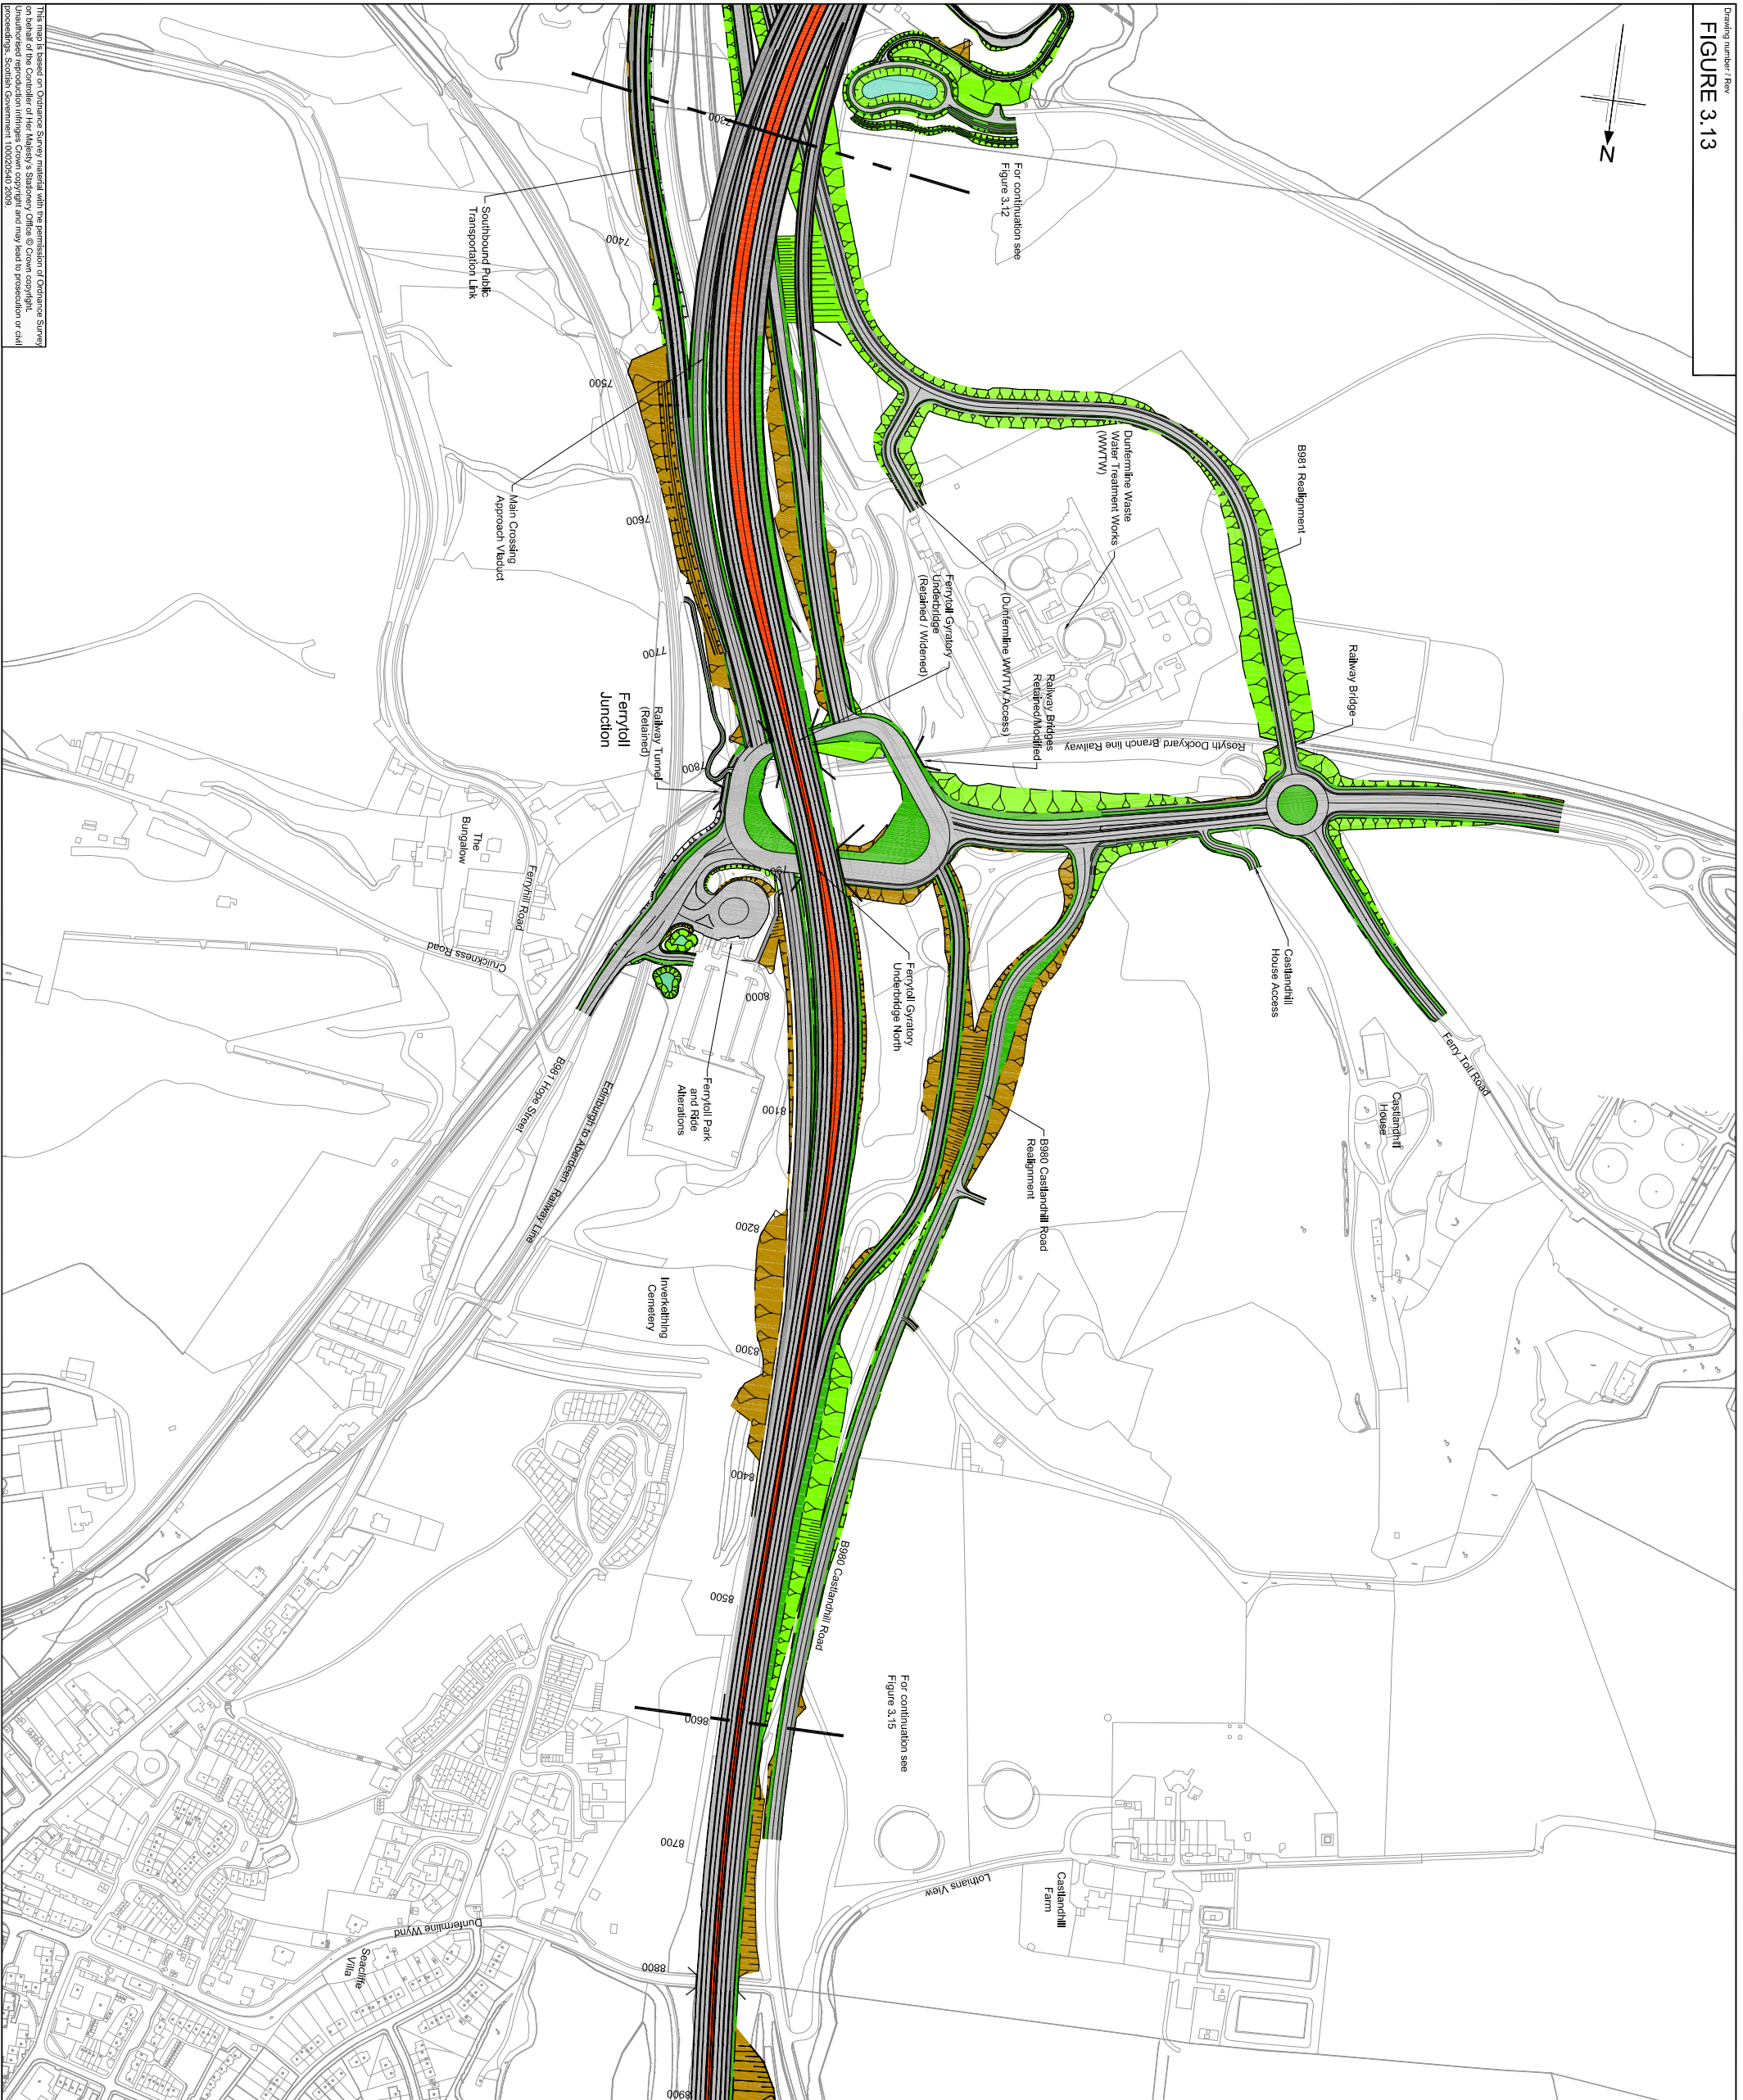 Drawing number / Rev
FIGURE 3.13
N
For continuation see
Figure 3.12
7300
Southbound Public
Transportation Link
7400
7500
Main Crossing
Approach Viaduct
7600
B981 Realignment
Dunfermline Waste
Water Treatment Works
(WWTW)
(Dunfermline WWTW Access)
Ferrytoll Gyratory
Underbridge
(Retained / Widened)
Railway Bridge
Railway Bridges
Retained/Modified
Rosyth Dockyard Branch line Railway
7700
Ferrytoll
Junction
Railway Tunnel
(Retained)
7800
The
Bungalow
Ferryhill Road
Cruickness Road
Castlandhill
House Access
Ferrytoll Gyratory
Underbridge North
8000
Ferry Toll Road
Castlandhill
House
Ferrytoll Park
and Ride
Alterations
8100
B981 Hope Street
Edinburgh to Aberdeen Railway Line
B980 Castlandhill Road
Realignment
8200
Inverkeithing
Cemetery
8300
8400
8500
B980 Castlandhill Road
For continuation see
Figure 3.15
8600
8700
Lothians View
Castlandhill
Farm
Dunfermline Wynd
Seacliffe
Villa
8800
8900
This map is based on Ordnance Survey material with the permission of Ordnance Survey
on behalf of the Controller of Her Majesty's Stationery Office © Crown copyright.
Unauthorised reproduction infringes Crown copyright and may lead to prosecution or civil
proceedings. Scottish Government 100020540 2009.